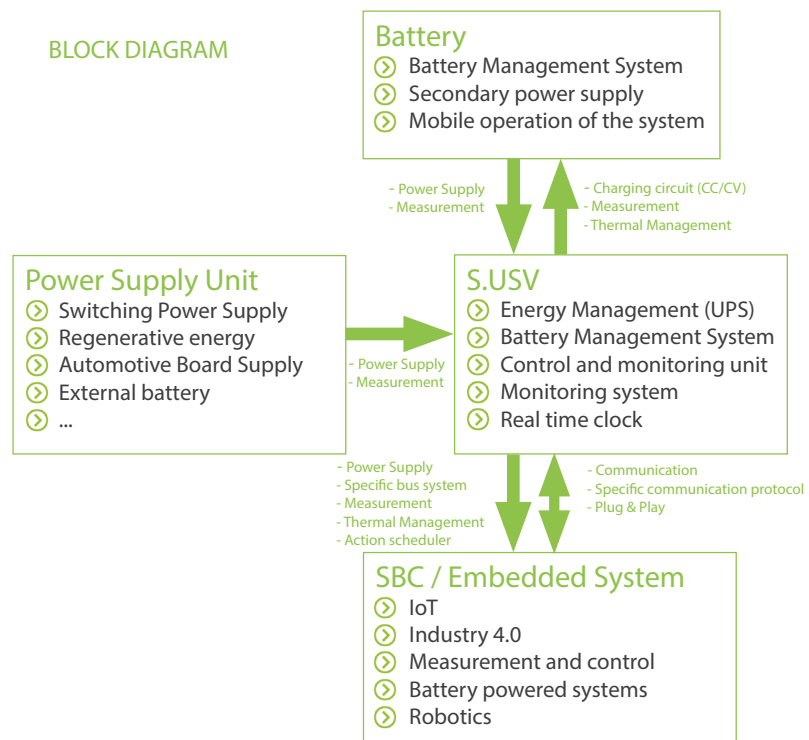 BLOCK DIAGRAM
Battery
Battery Management System
Secondary power supply
Mobile operation of the system
- Power Supply
- Measurement
- Charging circuit (CC/CV)
- Measurement
- Thermal Management
Power Supply Unit
Switching Power Supply
Regenerative energy
Automotive Board Supply
External battery
...
- Power Supply
- Measurement
S.USV
Energy Management (UPS)
Battery Management System
Control and monitoring unit
Monitoring system
Real time clock
- Power Supply
- Specific bus system
- Measurement
- Thermal Management
- Action scheduler
- Communication
- Specific communication protocol
- Plug & Play
SBC / Embedded System
IoT
Industry 4.0
Measurement and control
Battery powered systems
Robotics